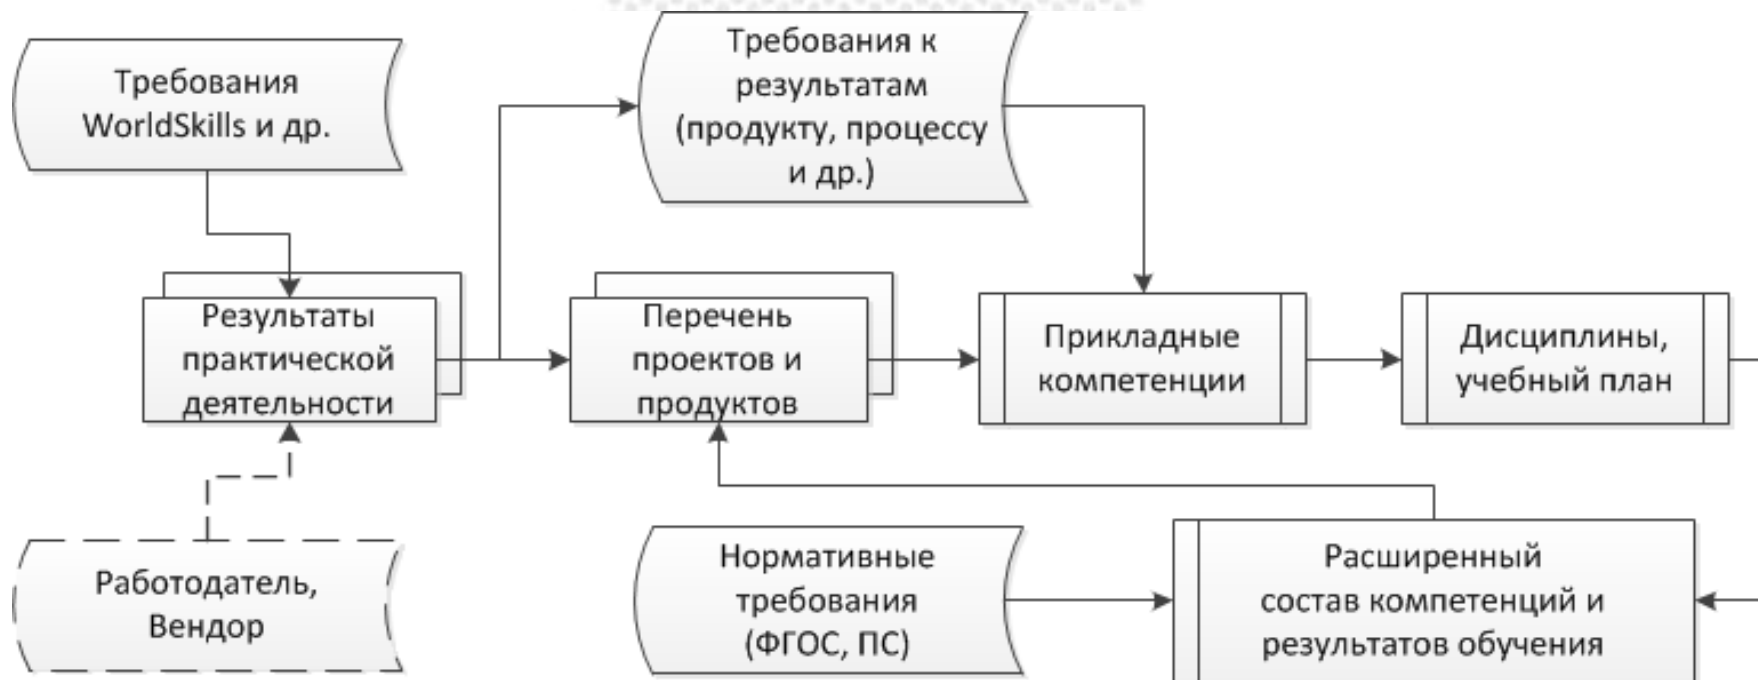 Требования
WorldSkills и др.
Требования к
результатам
(продукту, процессу
и др.)
Результаты
практической
деятельности
Перечень
проектов и
продуктов
Прикладные
компетенции
Дисциплины,
учебный план
Работодатель,
Вендор
Нормативные
требования
(ФГОС, ПС)
Расширенный
состав компетенций и
результатов обучения